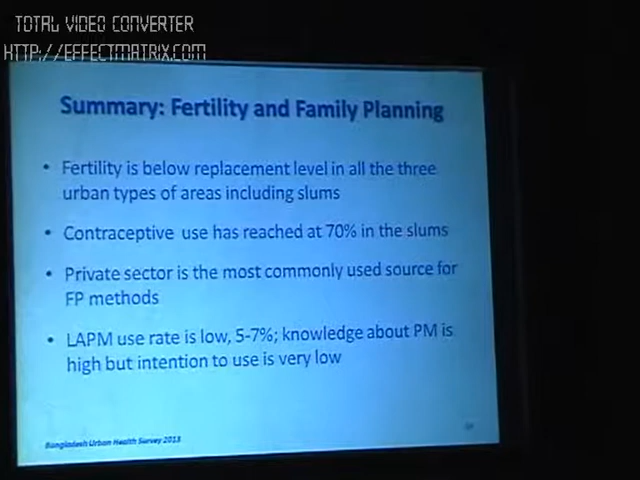 TOTAL VIDEO CONVERTER
HTTP://EFFECTMATRIX.COM
Summary: Fertility and Family Planning
• Fertility is below replacement level in all the three
urban types of areas including slums
• Contraceptive use has reached at 70% in the slums
• Private sector is the most commonly used source for
FP methods
• LAPM use rate is low, 5-7%; knowledge about PM is
high but intention to use is very low
Bangladesh Urban Health Survey 2013